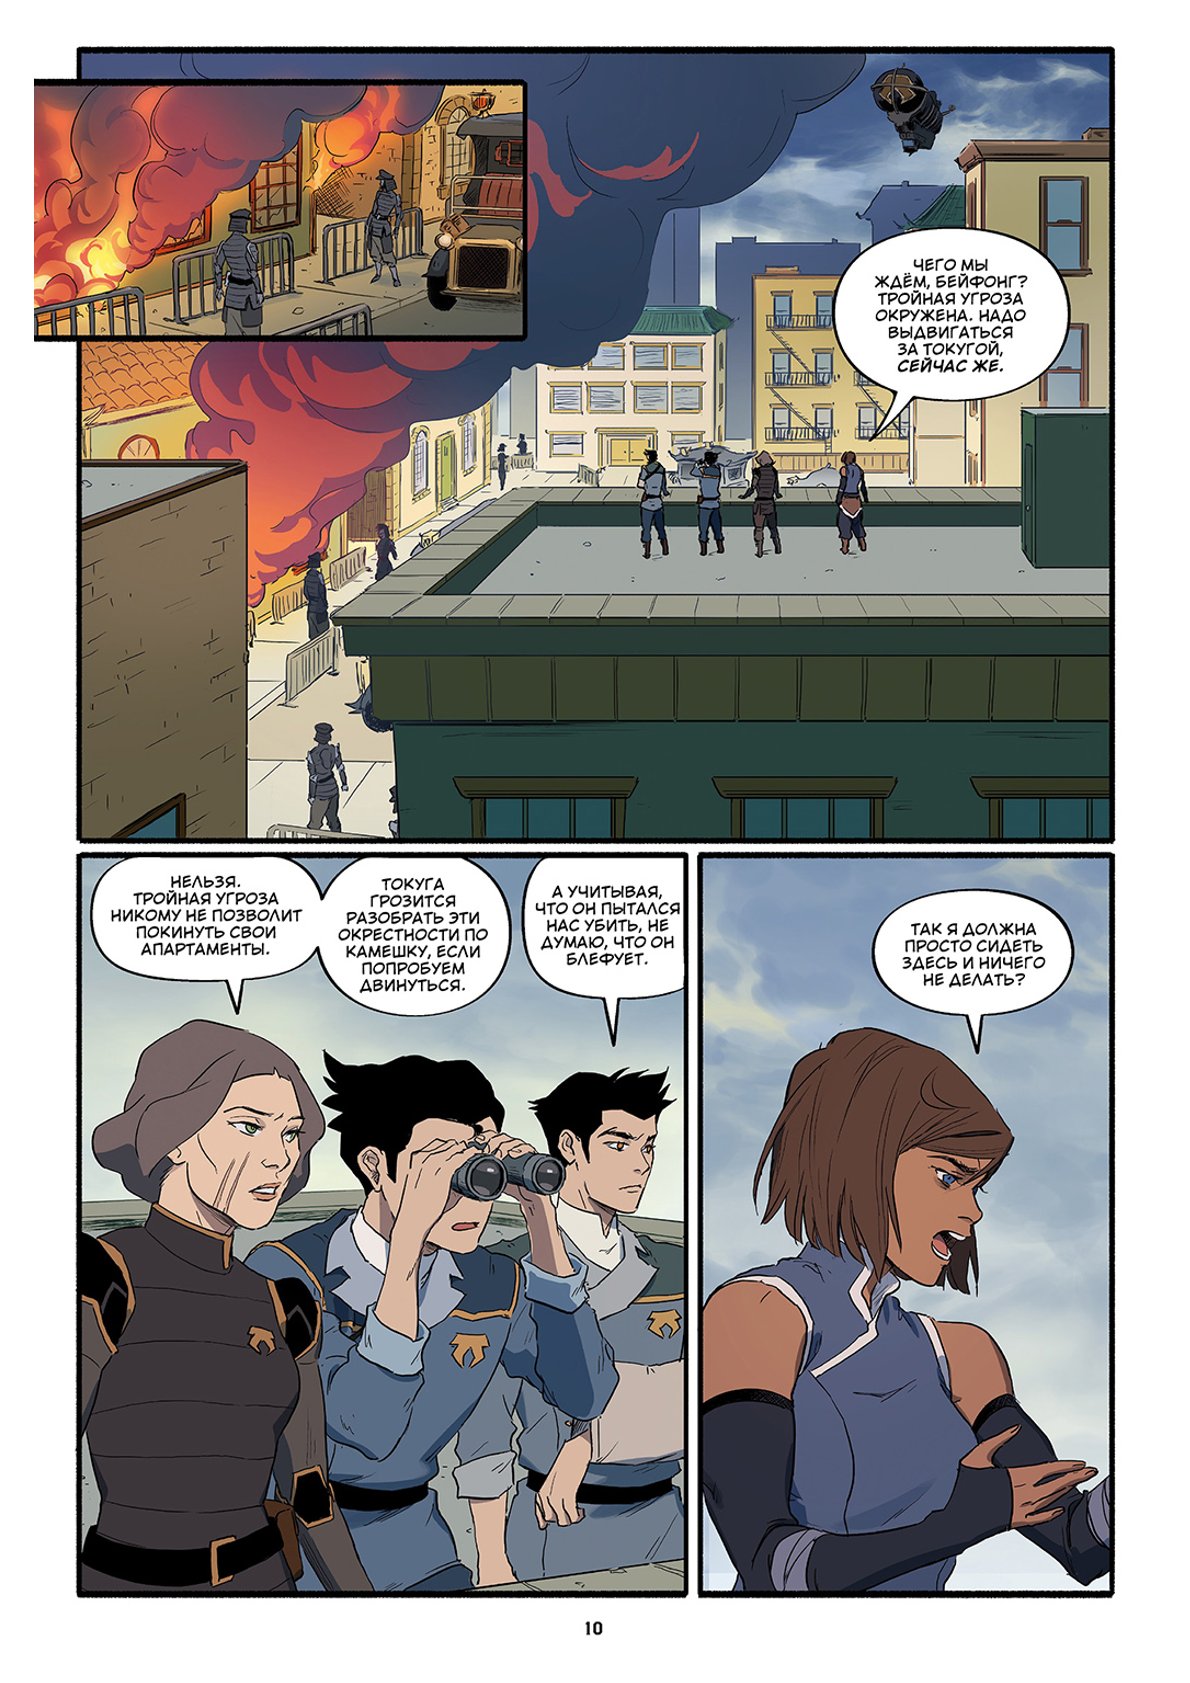 ЧЕГО МЫ
ЖДЁМ, БЕЙФОНГ?
ТРОЙНАЯ УГРОЗА
ОКРУЖЕНА. НАДО
ВЫДВИГАТЬСЯ
ЗА ТОКУГОЙ,
СЕЙЧАС ЖЕ.
НЕЛЬЗЯ.
ТРОЙНАЯ УГРОЗА
НИКОМУ НЕ ПОЗВОЛИТ
ПОКИНУТЬ СВОИ
АПАРТАМЕНТЫ.
ТОКУГА
ГРОЗИТСЯ
РАЗОБРАТЬ ЭТИ
ОКРЕСТНОСТИ ПО
КАМЕШКУ, ЕСЛИ
ПОПРОБУЕМ
ДВИНУТЬСЯ.
А УЧИТЫВАЯ,
ЧТО ОН ПЫТАЛСЯ
НАС УБИТЬ, НЕ
ДУМАЮ, ЧТО ОН
БЛЕФУЕТ.
ТАК Я ДОЛЖНА
ПРОСТО СИДЕТЬ
ЗДЕСЬ И НИЧЕГО
НЕ ДЕЛАТЬ?
10